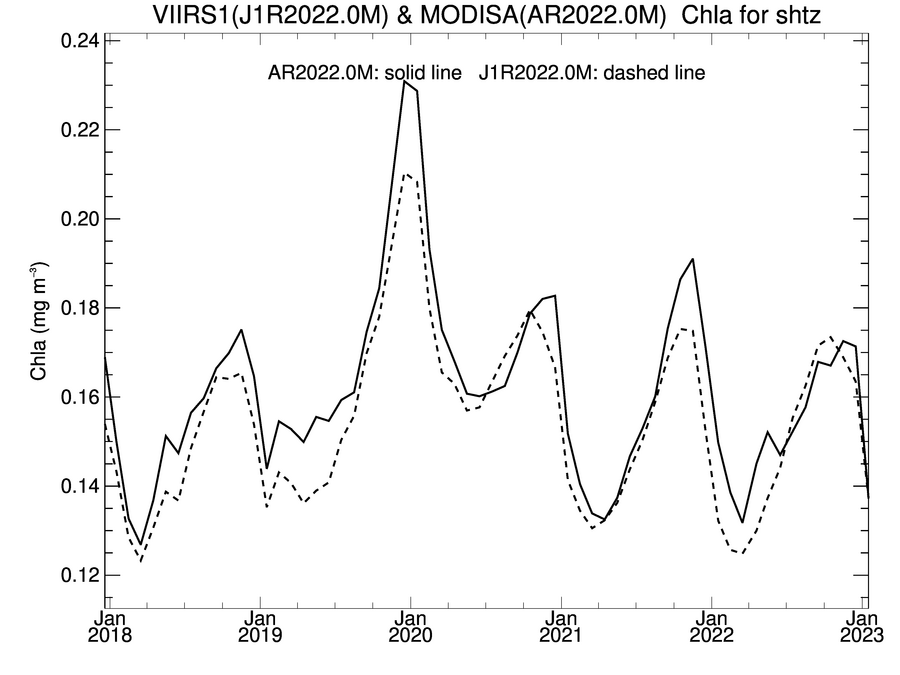 VIIRS1(J1R2022.0M) & MODISA(AR2022.0M)  Chla for shtz
AR2022.0M: solid line   J1R2022.0M: dashed line
0.24
0.22
0.20
0.18
0.16
0.14
0.12
Chla (mg m⁻³)
Jan Jan Jan Jan Jan Jan
2018 2019 2020 2021 2022 2023